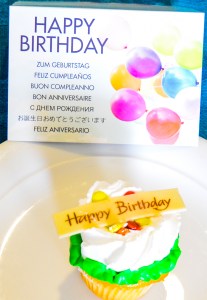 HAPPY
BIRTHDAY
ZUM GEBURTSTAG
FELIZ CUMPLEAÑOS
BUON COMPLEANNO
BON ANNIVERSAIRE
С ДНЕМ РОЖДЕНИЯ
お誕生日おめでとうございます
FELIZ ANIVERSARIO
Happy Birthday